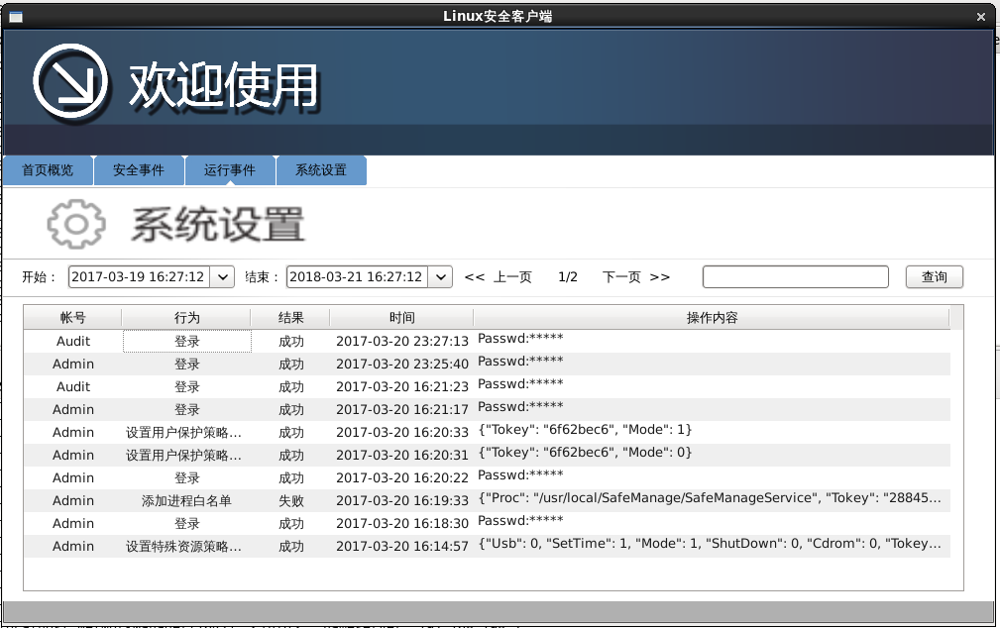 Linux安全客户端
欢迎使用
首页概览 安全事件 运行事件 系统设置
系统设置
开始： 2017-03-19 16:27:12 结束： 2018-03-21 16:27:12 << 上一页 1/2 下一页 >> 查询
帐号 行为 结果 时间 操作内容
Audit 登录 成功 2017-03-20 23:27:13 Passwd:*****
Admin 登录 成功 2017-03-20 23:25:40 Passwd:*****
Audit 登录 成功 2017-03-20 16:21:23 Passwd:*****
Admin 登录 成功 2017-03-20 16:21:17 Passwd:*****
Admin 设置用户保护策略... 成功 2017-03-20 16:20:33 {"Tokey": "6f62bec6", "Mode": 1}
Admin 设置用户保护策略... 成功 2017-03-20 16:20:31 {"Tokey": "6f62bec6", "Mode": 0}
Admin 登录 成功 2017-03-20 16:20:22 Passwd:*****
Admin 添加进程白名单 失败 2017-03-20 16:19:33 {"Proc": "/usr/local/SafeManage/SafeManageService", "Tokey": "28845...
Admin 登录 成功 2017-03-20 16:18:30 Passwd:*****
Admin 设置特殊资源策略... 成功 2017-03-20 16:14:57 {"Usb": 0, "SetTime": 1, "Mode": 1, "ShutDown": 0, "Cdrom": 0, "Tokey...